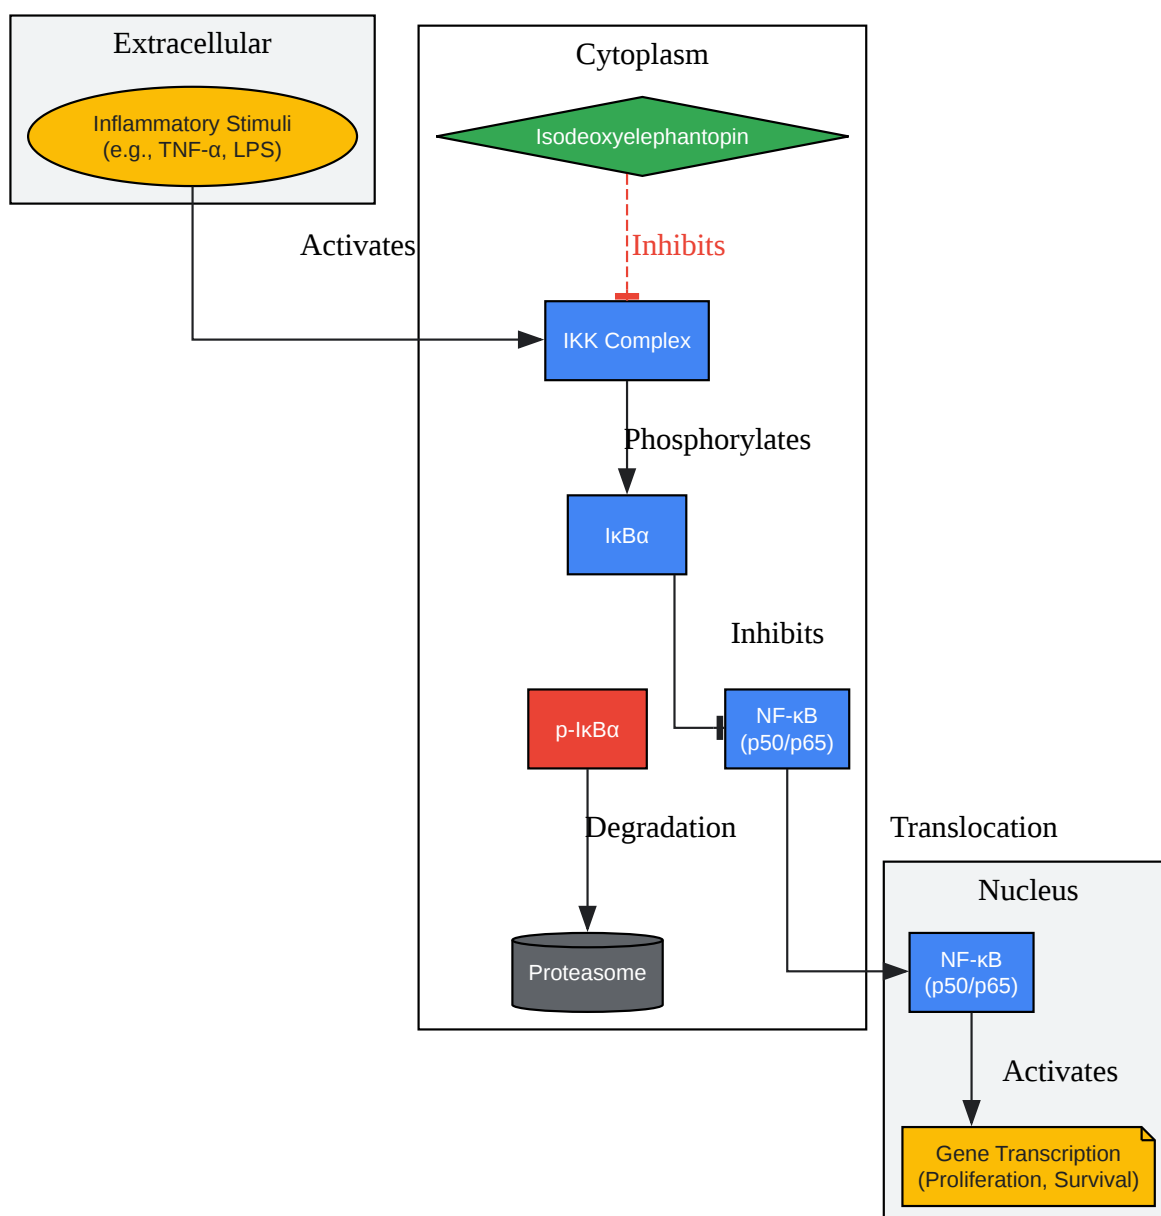 Extracellular
Inflammatory Stimuli
(e.g., TNF-α, LPS)
Cytoplasm
Isodeoxyelephantopin
Activates
Inhibits
IKK Complex
Phosphorylates
IκBα
Inhibits
p-IκBα
NF-κB
(p50/p65)
Degradation
Translocation
Nucleus
Proteasome
NF-κB
(p50/p65)
Activates
Gene Transcription
(Proliferation, Survival)